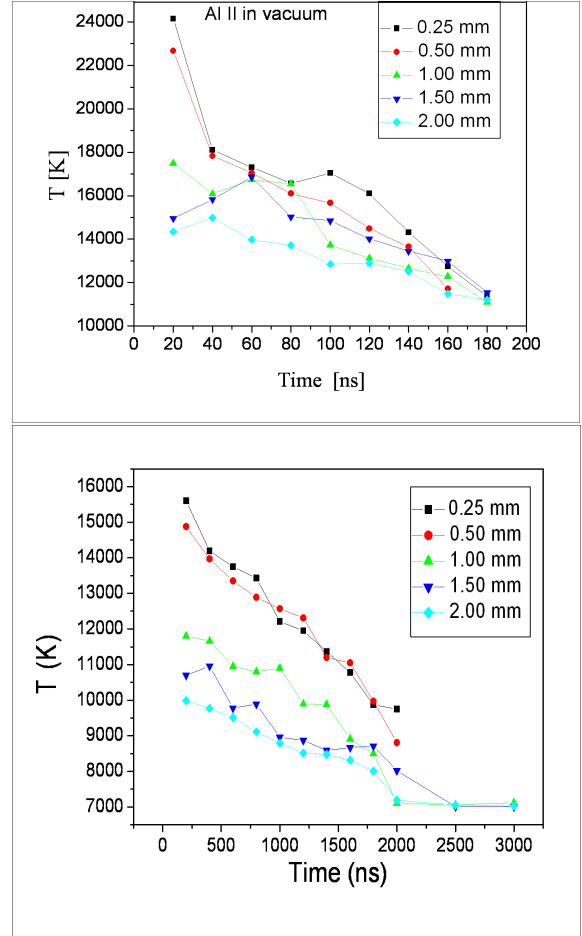 Al II in vacuum
24000
22000
20000
18000
16000
14000
12000
10000
T [K]
0.25 mm
0.50 mm
1.00 mm
1.50 mm
2.00 mm
0 20 40 60 80 100 120 140 160 180 200
Time [ns]
16000
15000
14000
13000
12000
11000
10000
9000
8000
7000
T (K)
0.25 mm
0.50 mm
1.00 mm
1.50 mm
2.00 mm
0 500 1000 1500 2000 2500 3000
Time (ns)